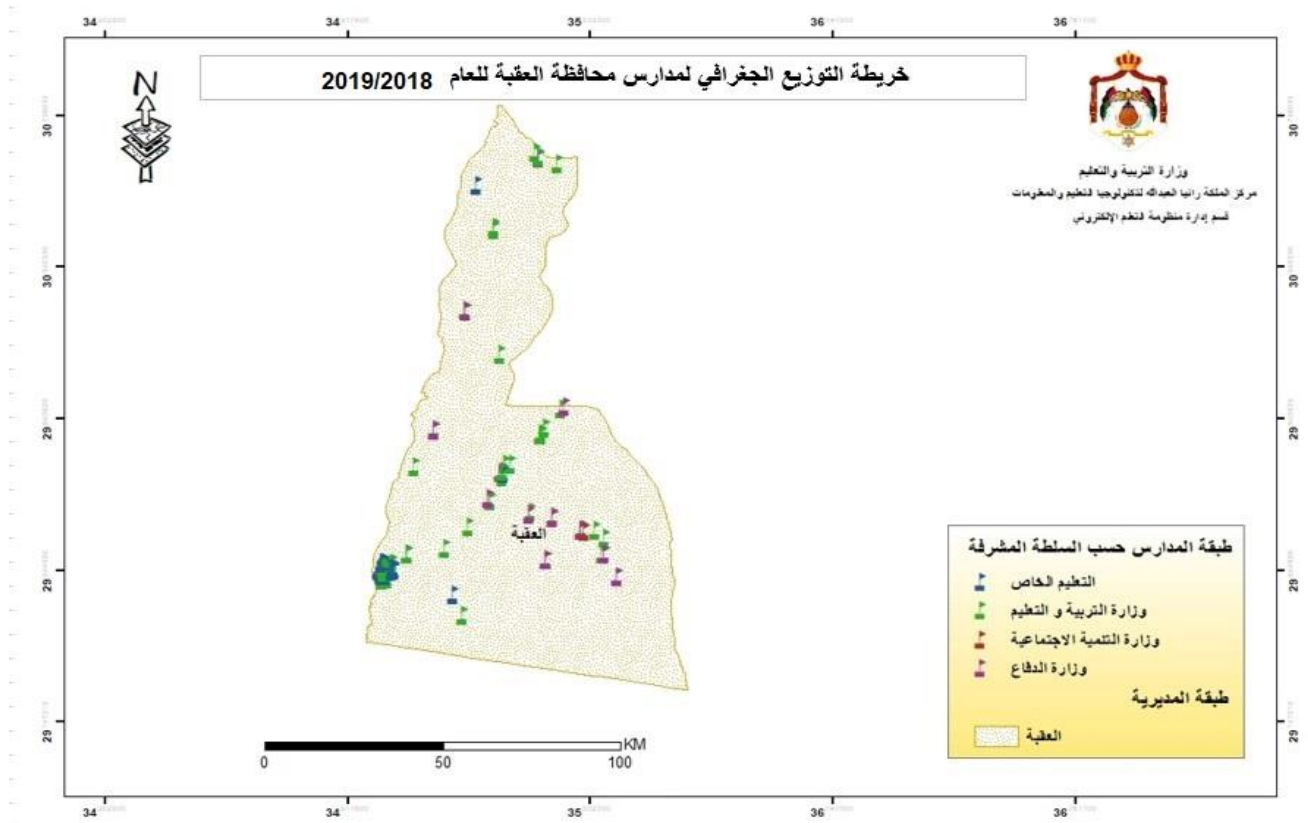 34 34 35 36 36
N
خريطة التوزيع الجغرافي لمدارس محافظة العقبة للعام 2019/2018
وزارة التربية والتعليم
مركز الملكة رانيا العبدالله لتكنولوجيا التعليم والمعلومات
قسم إدارة منظومة التعلم الإلكتروني
30 30
30 30
29 29
29 29
29 29
العقبة
طبقة المدارس حسب السلطة المشرفة
التعليم الخاص
وزارة التربية و التعليم
وزارة التنمية الاجتماعية
وزارة الدفاع
طبقة المديرية
العقبة
KM
0 50 100
34 34 35 36 36